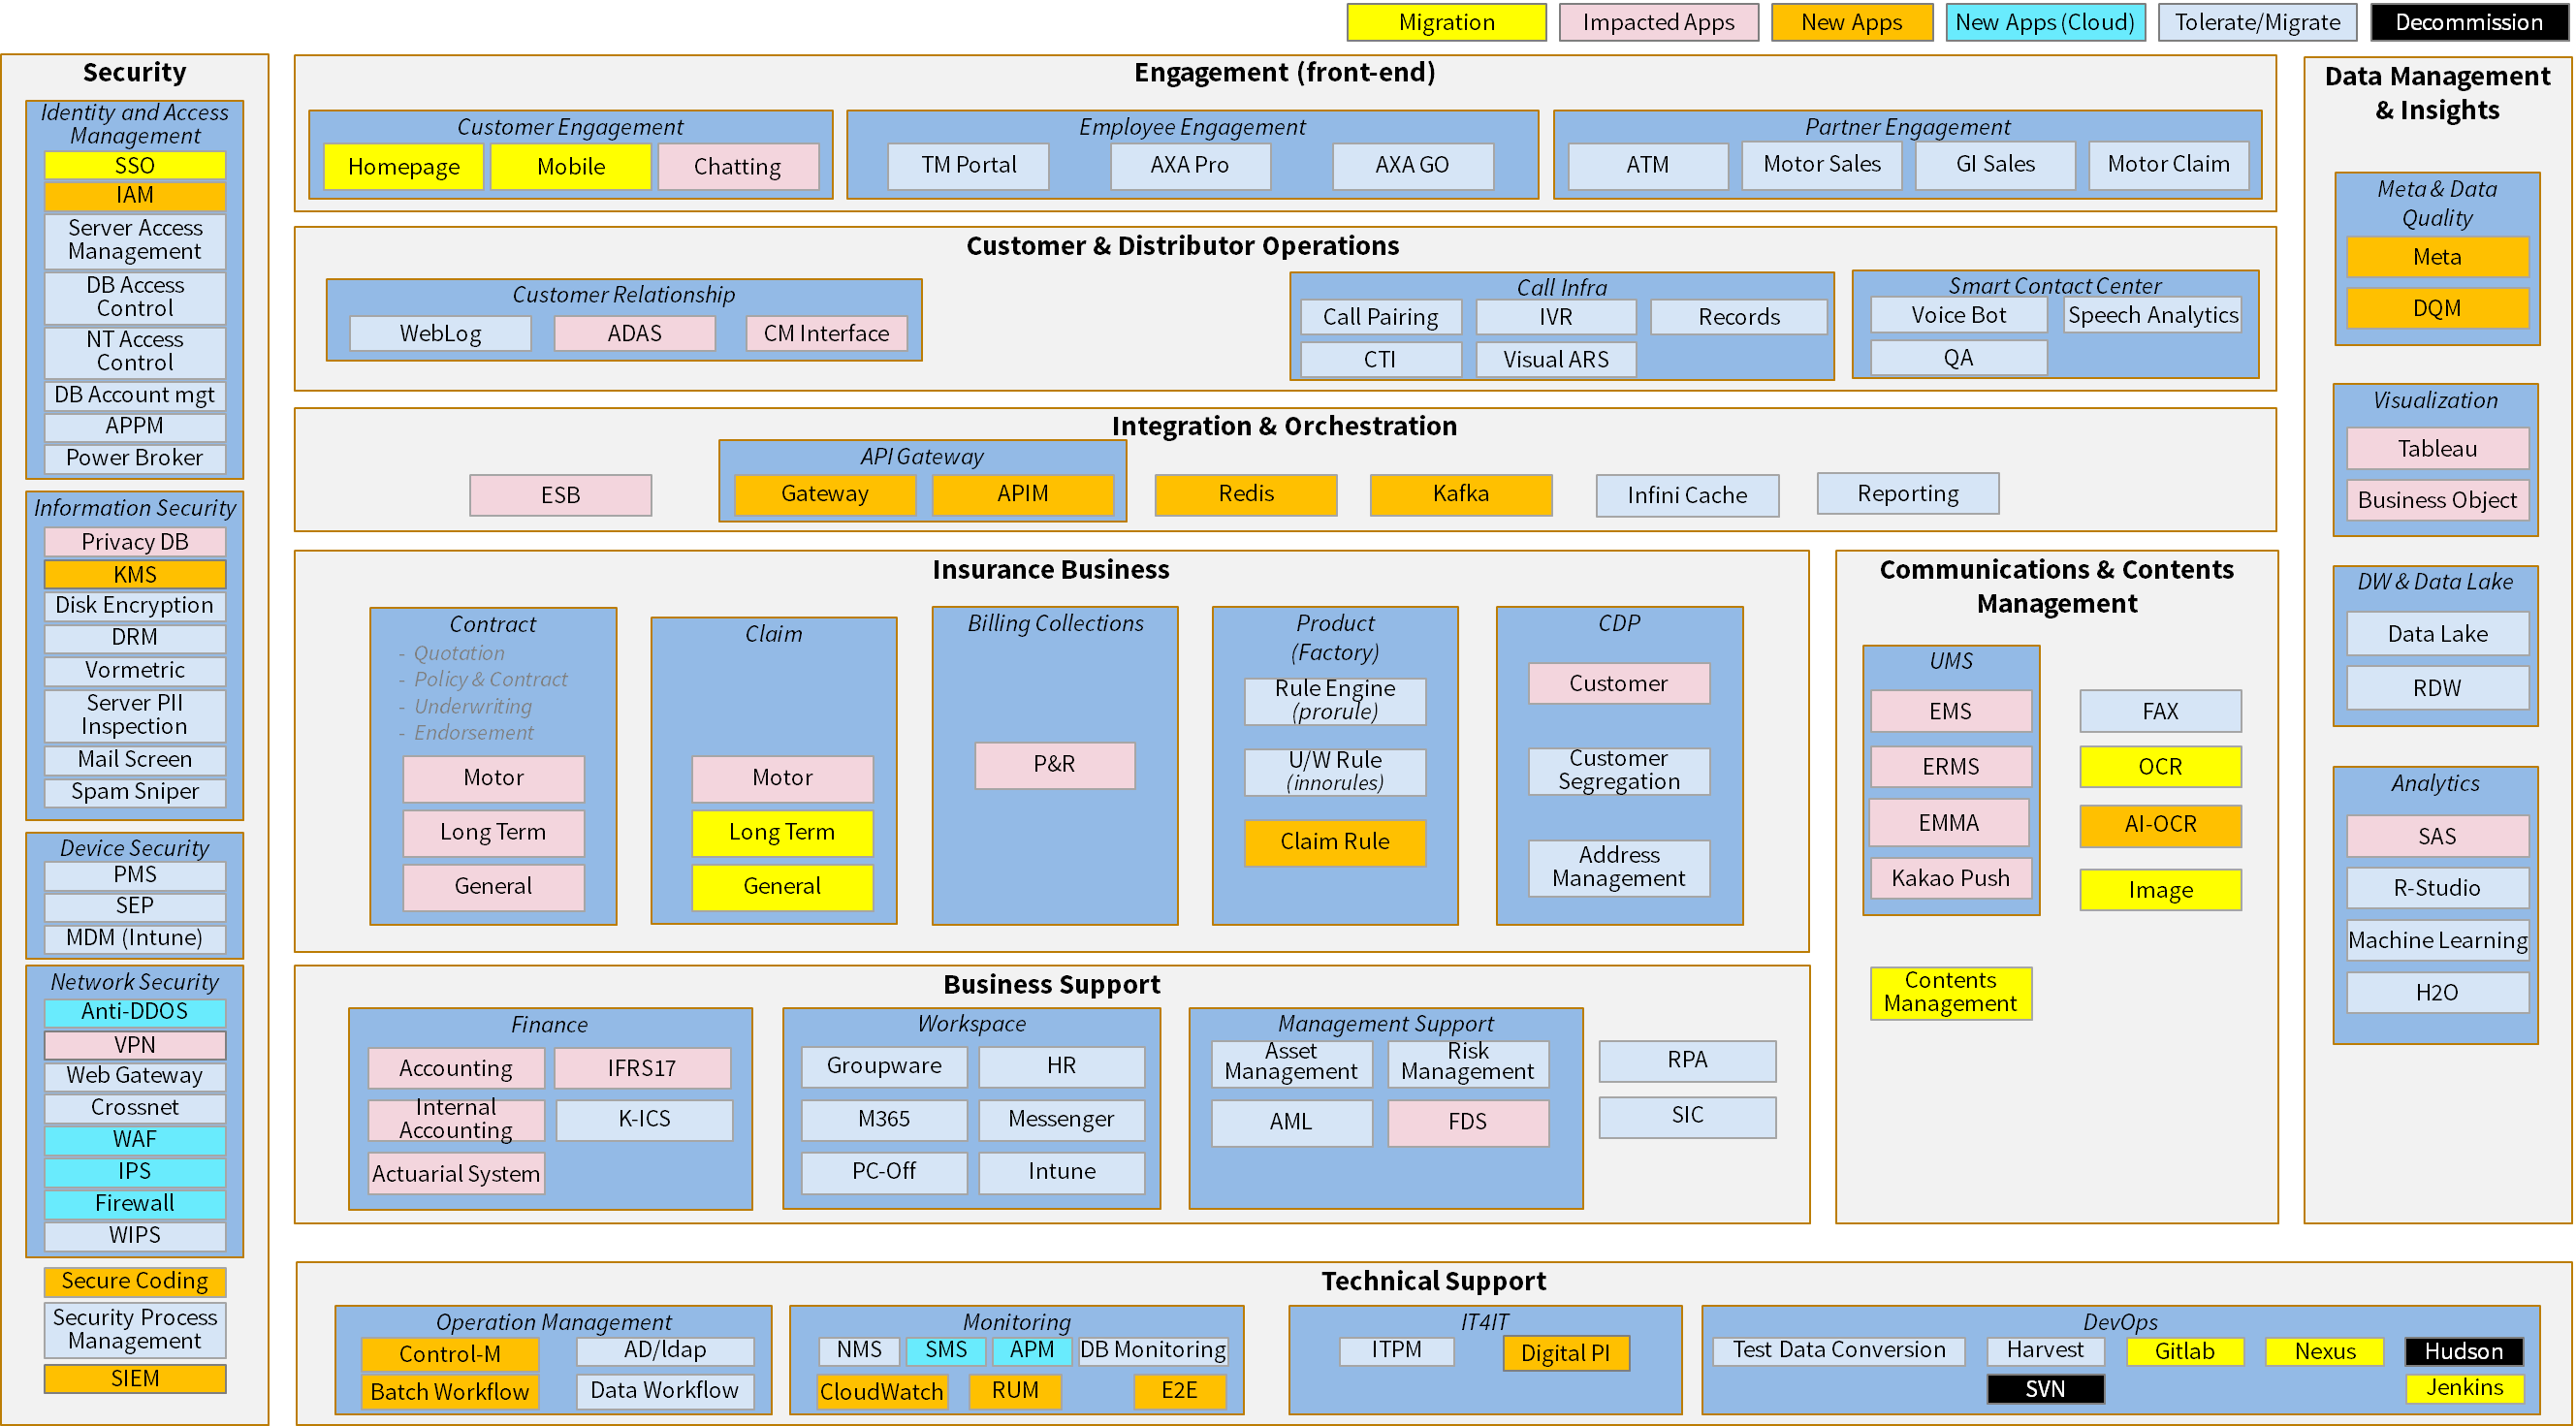 Migration
Impacted Apps
New Apps
New Apps (Cloud)
Tolerate/Migrate
Decommission
Security
Identity and Access
Management
SSO
IAM
Server Access
Management
DB Access
Control
NT Access
Control
DB Account mgt
APPM
Power Broker
Information Security
Privacy DB
KMS
Disk Encryption
DRM
Vormetric
Server PII
Inspection
Mail Screen
Spam Sniper
Device Security
PMS
SEP
MDM (Intune)
Network Security
Anti-DDOS
VPN
Web Gateway
Crossnet
WAF
IPS
Firewall
WIPS
Secure Coding
Security Process
Management
SIEM
Engagement (front-end)
Customer Engagement
Homepage
Mobile
Chatting
Employee Engagement
TM Portal
AXA Pro
AXA GO
Partner Engagement
ATM
Motor Sales
GI Sales
Motor Claim
Customer & Distributor Operations
Customer Relationship
WebLog
ADAS
CM Interface
Call Infra
Call Pairing
IVR
Records
CTI
Visual ARS
Smart Contact Center
Voice Bot
Speech Analytics
QA
Integration & Orchestration
ESB
API Gateway
Gateway
APIM
Redis
Kafka
Infini Cache
Reporting
Insurance Business
Contract
- Quotation
- Policy & Contract
- Underwriting
- Endorsement
Motor
Long Term
General
Claim
Motor
Long Term
General
Billing Collections
P&R
Product
(Factory)
Rule Engine
(prorule)
U/W Rule
(innorules)
Claim Rule
CDP
Customer
Customer
Segregation
Address
Management
Communications & Contents
Management
UMS
EMS
ERMS
EMMA
Kakao Push
FAX
OCR
AI-OCR
Image
Contents
Management
Business Support
Finance
Accounting
IFRS17
Internal
Accounting
K-ICS
Actuarial System
Workspace
Groupware
HR
M365
Messenger
PC-Off
Intune
Management Support
Asset
Management
Risk
Management
AML
FDS
RPA
SIC
Data Management
& Insights
Meta & Data
Quality
Meta
DQM
Visualization
Tableau
Business Object
DW & Data Lake
Data Lake
RDW
Analytics
SAS
R-Studio
Machine Learning
H2O
Technical Support
Operation Management
Control-M
AD/ldap
Batch Workflow
Data Workflow
Monitoring
NMS
SMS
APM
DB Monitoring
CloudWatch
RUM
E2E
IT4IT
ITPM
Digital PI
DevOps
Test Data Conversion
Harvest
Gitlab
Nexus
Hudson
SVN
Jenkins